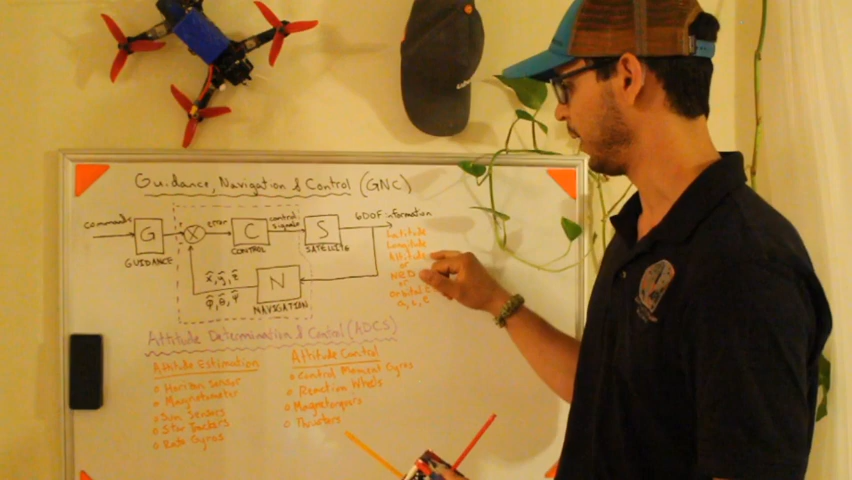 Guidance, Navigation & Control (GNC)
commands
G
GUIDANCE
X
error
C
CONTROL
control signals
S
SATELLITE
6DOF information
Latitude
Longitude
Altitude
or
NED
or
Orbital E
N
NAVIGATION
x̂, ŷ, ẑ
φ̂, θ̂, ψ̂
Attitude Determination & Control (ADCS)
Attitude Estimation
o Horizon Sensor
o Magnetometer
o Sun Sensors
o Star Trackers
o Rate Gyros
Attitude Control
o Control Moment Gyros
o Reaction Wheels
o Magnetorquers
o Thrusters